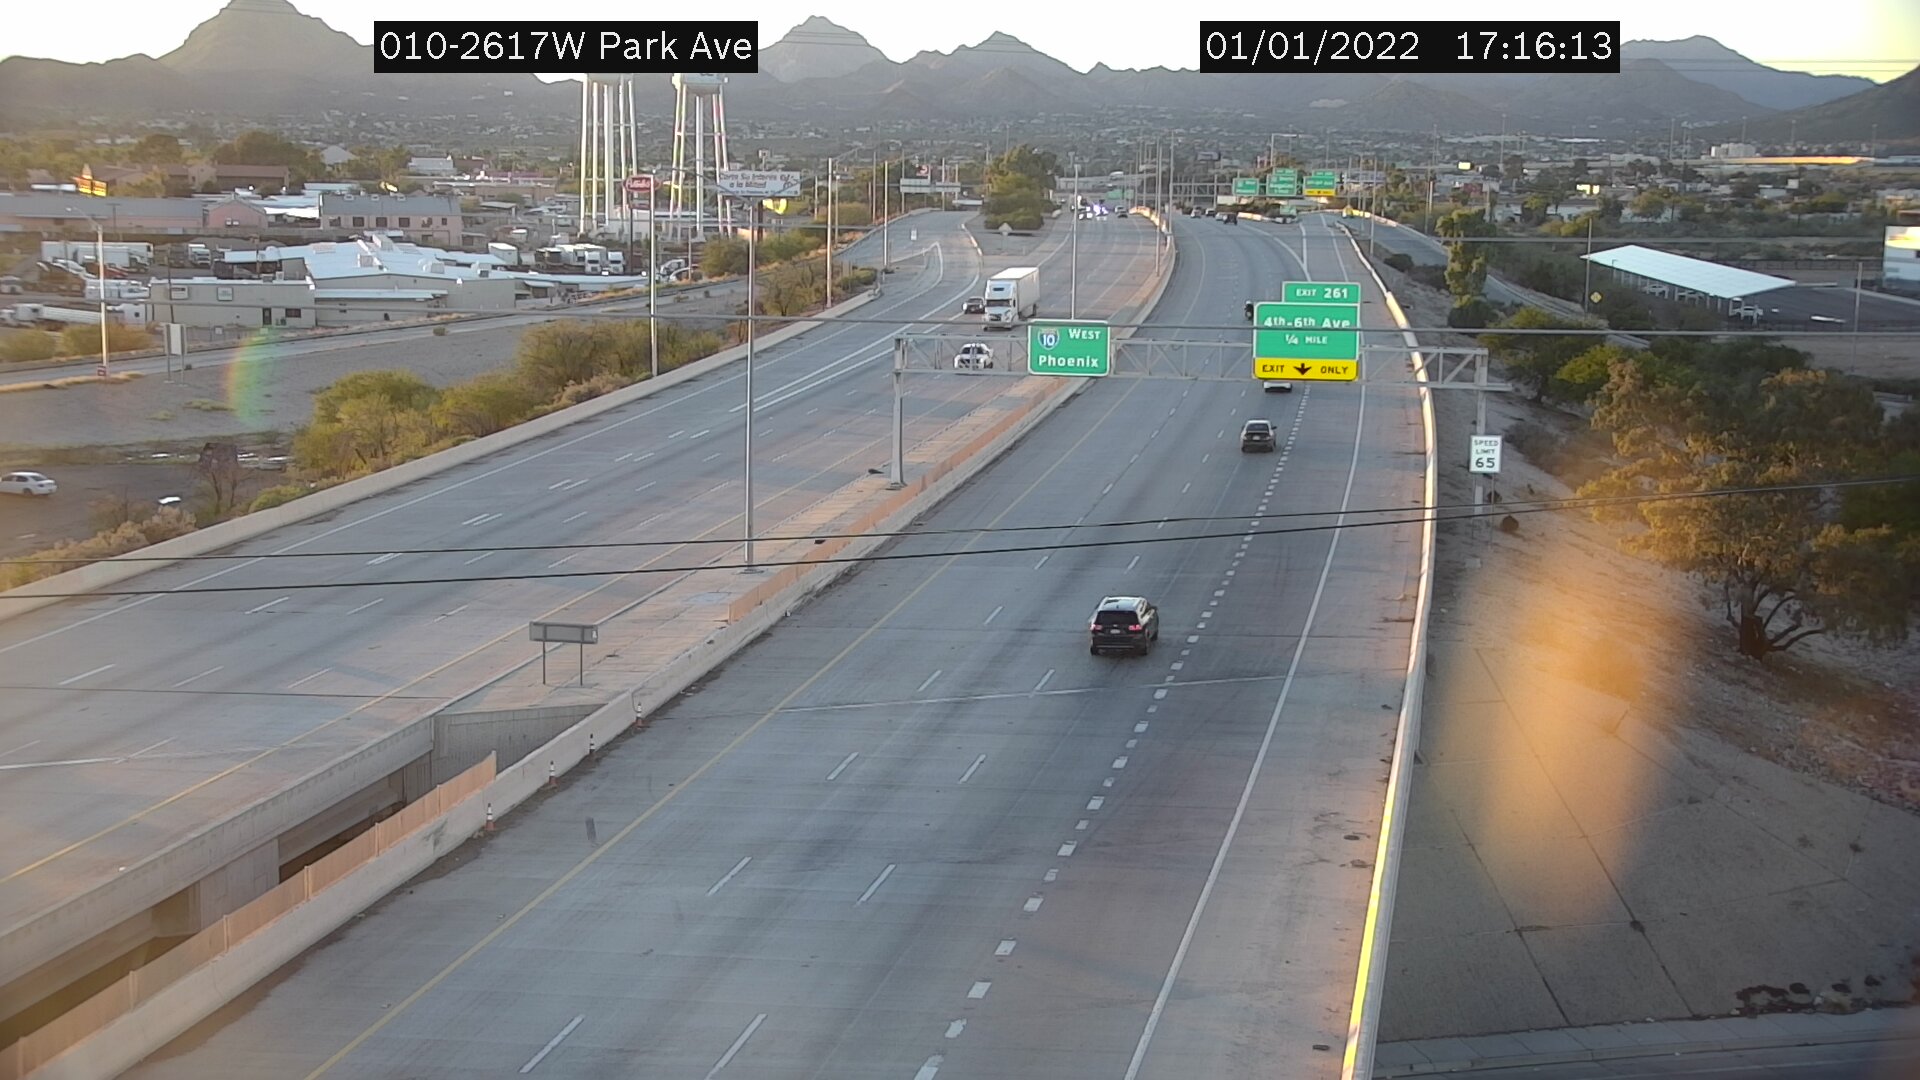 010-2617W Park Ave
01/01/2022 17:16:13
EXIT 261
4th-6th Ave
1/4 MILE
EXIT ONLY
10
WEST
Phoenix
SPEED
LIMIT
65